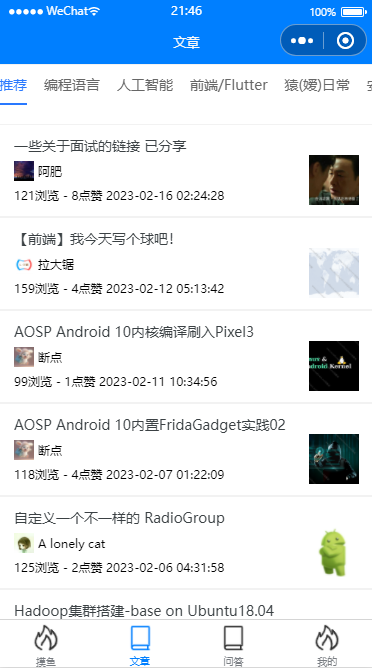 WeChat 21:46 100%
文章
推荐 编程语言 人工智能 前端/Flutter 猿(媛)日常
一些关于面试的链接 已分享
阿肥
121浏览 - 8点赞 2023-02-16 02:24:28
【前端】我今天写个球吧!
拉大锯
159浏览 - 4点赞 2023-02-12 05:13:42
AOSP Android 10内核编译刷入Pixel3
断点
99浏览 - 1点赞 2023-02-11 10:34:56
AOSP Android 10内置FridaGadget实践02
断点
118浏览 - 4点赞 2023-02-07 01:22:09
自定义一个不一样的 RadioGroup
A lonely cat
125浏览 - 2点赞 2023-02-06 04:31:58
Hadoop集群搭建-base on Ubuntu18.04
摸鱼 文章 问答 我的